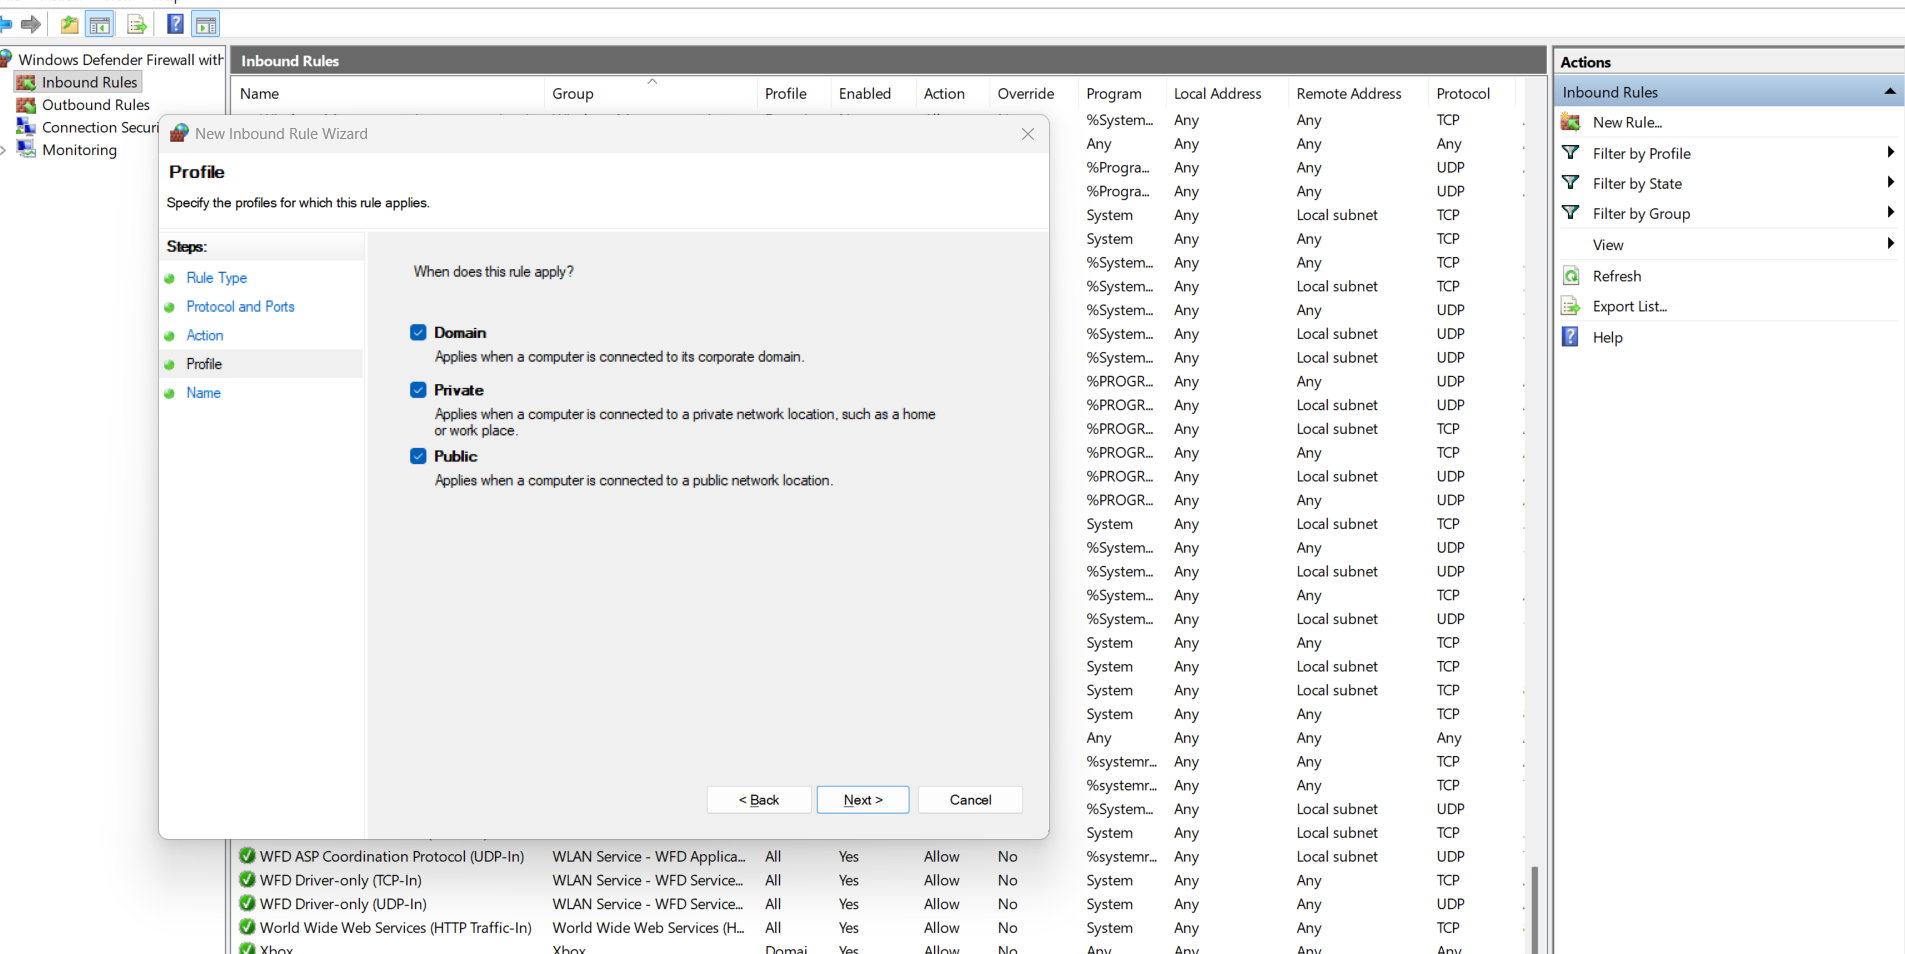 Windows Defender Firewall with
Inbound Rules
Outbound Rules
Connection Securi
Monitoring
Inbound Rules
Name Group Profile Enabled Action Override Program Local Address Remote Address Protocol
New Inbound Rule Wizard
Profile
Specify the profiles for which this rule applies.
Steps:
Rule Type
Protocol and Ports
Action
Profile
Name
When does this rule apply?
Domain
Applies when a computer is connected to its corporate domain.
Private
Applies when a computer is connected to a private network location, such as a home
or work place.
Public
Applies when a computer is connected to a public network location.
< Back Next > Cancel
%System... Any Any TCP
Any Any Any Any
%Progra... Any Any UDP
%Progra... Any Any UDP
System Any Local subnet TCP
System Any Any TCP
%System... Any Any TCP
%System... Any Local subnet TCP
%System... Any Any UDP
%System... Any Local subnet UDP
%System... Any Local subnet UDP
%PROGR... Any Any UDP
%PROGR... Any Local subnet UDP
%PROGR... Any Local subnet TCP
%PROGR... Any Any TCP
%PROGR... Any Local subnet UDP
%PROGR... Any Any UDP
System Any Local subnet TCP
%System... Any Any UDP
%System... Any Local subnet UDP
%System... Any Any TCP
%System... Any Local subnet UDP
System Any Any TCP
System Any Local subnet TCP
System Any Local subnet TCP
System Any Any TCP
Any Any Any Any
%systemr... Any Any TCP
%systemr... Any Any TCP
%System... Any Local subnet UDP
System Any Local subnet TCP
WFD ASP Coordination Protocol (UDP-In) WLAN Service - WFD Applica... All Yes Allow No %systemr... Any Local subnet UDP
WFD Driver-only (TCP-In) WLAN Service - WFD Service... All Yes Allow No System Any Any TCP
WFD Driver-only (UDP-In) WLAN Service - WFD Service... All Yes Allow No System Any Any UDP
World Wide Web Services (HTTP Traffic-In) World Wide Web Services (H... All Yes Allow No System Any Any TCP
Xbox Xbox Domai Yes Allow No Any Any Any Any
Actions
Inbound Rules
New Rule...
Filter by Profile
Filter by State
Filter by Group
View
Refresh
Export List...
Help